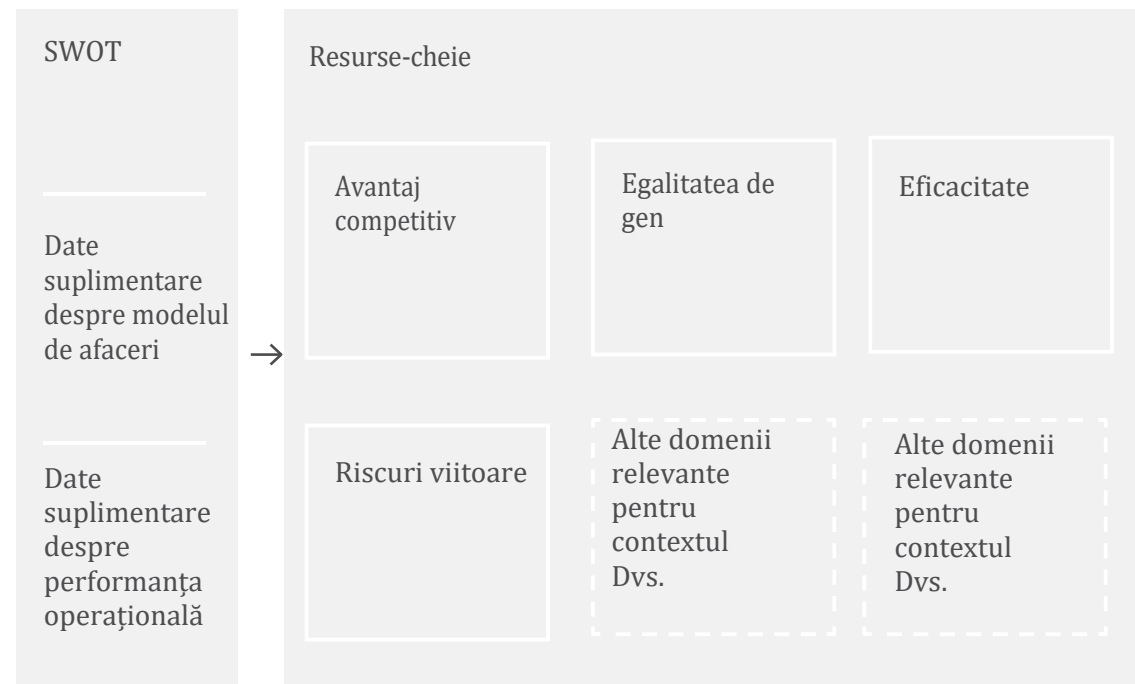 SWOT
Date
suplimentare
despre modelul
de afaceri
Date
suplimentare
despre
performanța
operațională
→
Resurse-cheie
Avantaj
competitiv
Egalitatea de
gen
Eficacitate
Riscuri viitoare
Alte domenii
relevante
pentru
contextul
Dvs.
Alte domenii
relevante
pentru
contextul
Dvs.